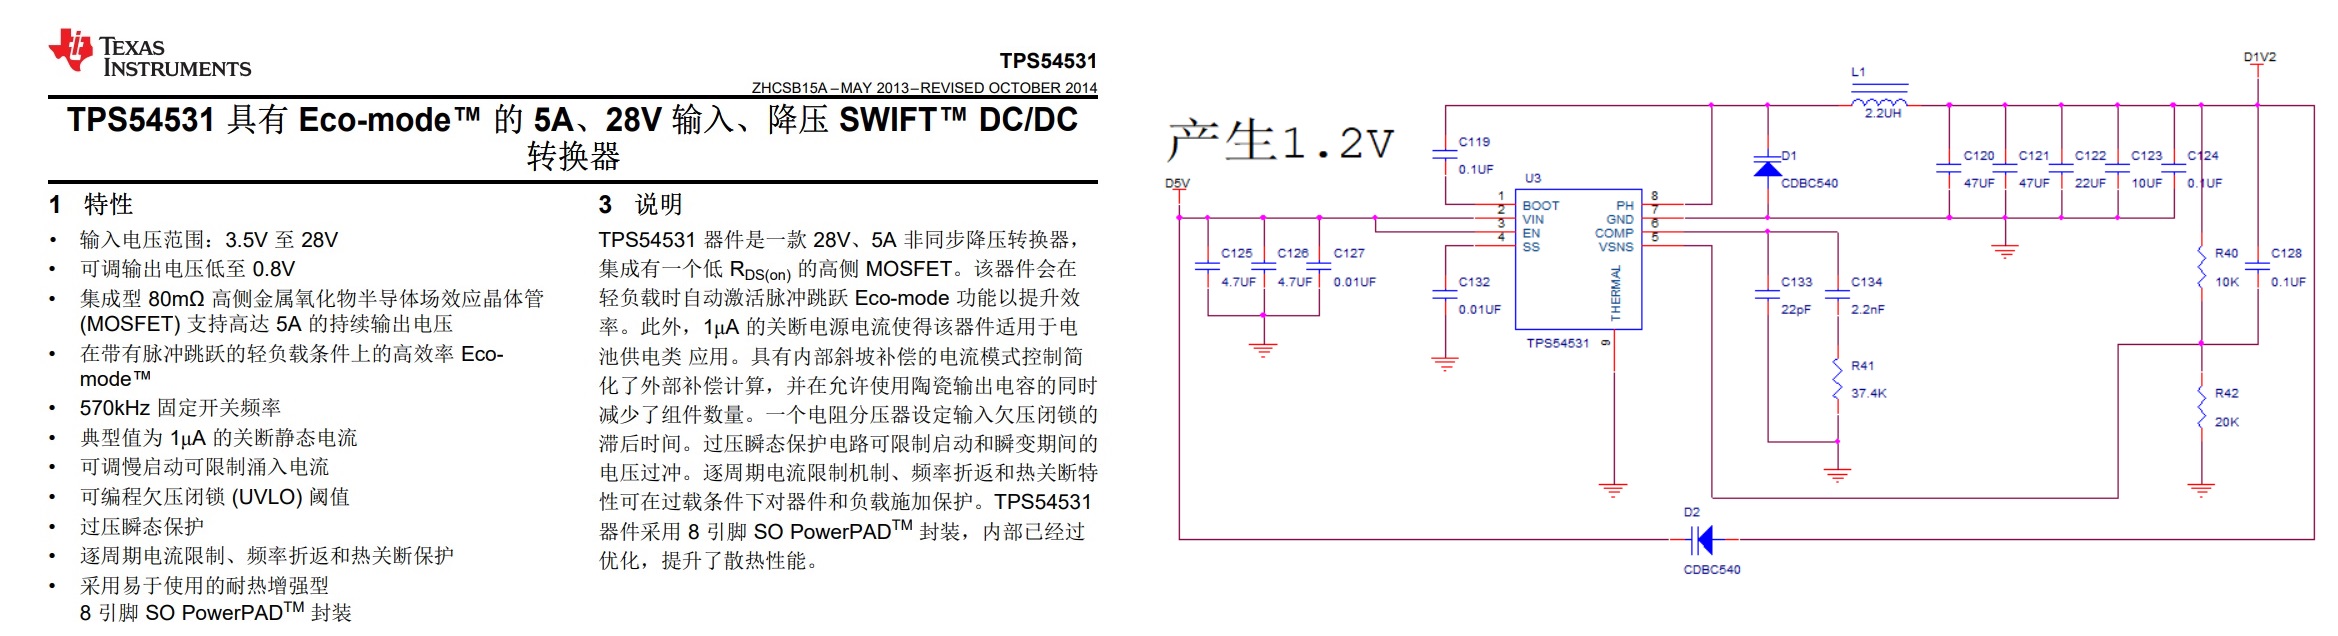 TEXAS
INSTRUMENTS
TPS54531
ZHCSB15A – MAY 2013 – REVISED OCTOBER 2014
TPS54531 具有 Eco-mode™ 的 5A、28V 输入、降压 SWIFT™ DC/DC
转换器
1 特性
• 输入电压范围：3.5V 至 28V
• 可调输出电压低至 0.8V
• 集成型 80mΩ 高侧金属氧化物半导体场效应晶体管
(MOSFET) 支持高达 5A 的持续输出电压
• 在带有脉冲跳跃的轻负载条件上的高效率 Eco-
mode™
• 570kHz 固定开关频率
• 典型值为 1μA 的关断静态电流
• 可调慢启动可限制涌入电流
• 可编程欠压闭锁 (UVLO) 阈值
• 过压瞬态保护
• 逐周期电流限制、频率折返和热关断保护
• 采用易于使用的耐热增强型
8 引脚 SO PowerPAD™ 封装
3 说明
TPS54531 器件是一款 28V、5A 非同步降压转换器，
集成有一个低 RDS(on) 的高侧 MOSFET。该器件会在
轻负载时自动激活脉冲跳跃 Eco-mode 功能以提升效
率。此外，1μA 的关断电源电流使得该器件适用于电
池供电类 应用。具有内部斜坡补偿的电流模式控制简
化了外部补偿计算，并在允许使用陶瓷输出电容的同时
减少了组件数量。一个电阻分压器设定输入欠压闭锁的
滞后时间。过压瞬态保护电路可限制启动和瞬变期间的
电压过冲。逐周期电流限制机制、频率折返和热关断特
性可在过载条件下对器件和负载施加保护。TPS54531
器件采用 8 引脚 SO PowerPAD™ 封装，内部已经过
优化，提升了散热性能。
产生1.2V
D5V
C125
4.7UF
C126
4.7UF
C127
0.01UF
C119
0.1UF
C132
0.01UF
U3
1 BOOT
2 VIN
3 EN
4 SS
PH 8
GND 7
COMP 6
VSNS 5
THERMAL
9
TPS54531
D1
CDBC540
L1
2.2UH
C120
47UF
C121
47UF
C122
22UF
C123
10UF
C124
0.1UF
D1V2
R40
10K
C128
0.1UF
R42
20K
C133
22pF
C134
2.2nF
R41
37.4K
D2
CDBC540